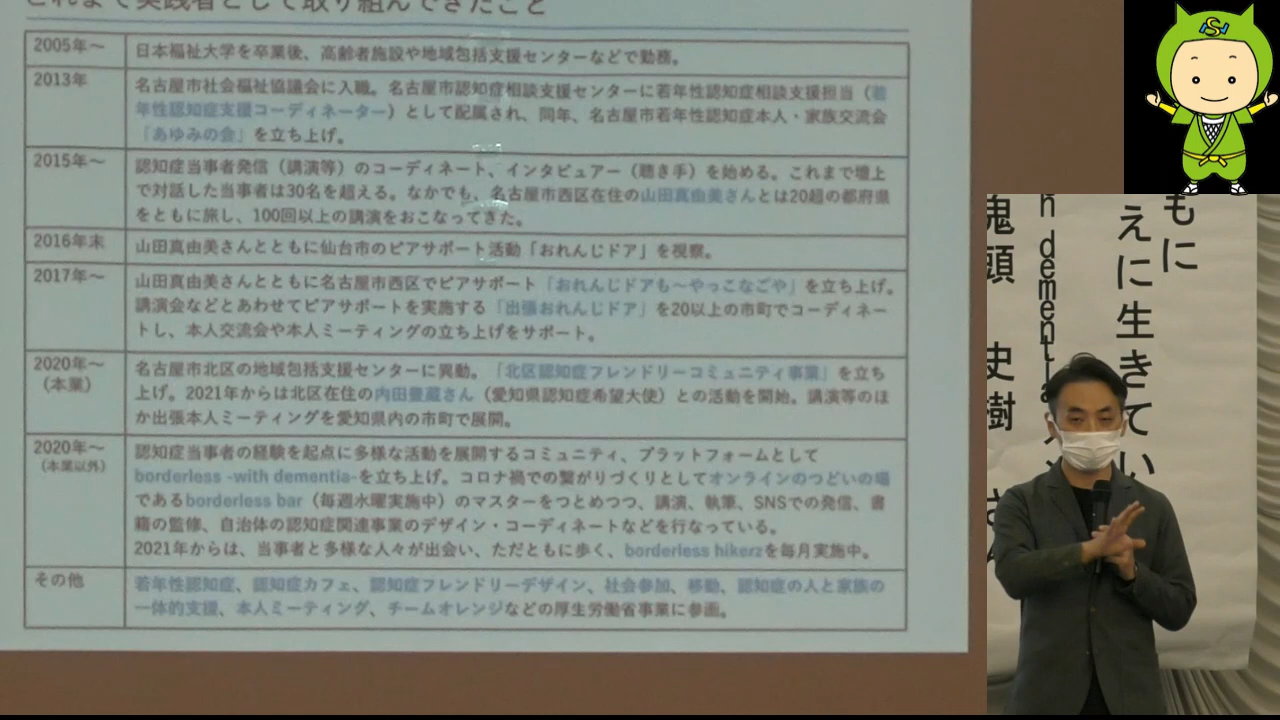 これまで実践者として取り組んできたこと
2005年～
日本福祉大学を卒業後、高齢者施設や地域包括支援センターなどで勤務。
2013年
名古屋市社会福祉協議会に入職。名古屋市認知症相談支援センターに若年性認知症相談支援担当（若
年性認知症支援コーディネーター）として配属され、同年、名古屋市若年性認知症本人・家族交流会
「あゆみの会」を立ち上げ。
2015年～
認知症当事者発信（講演等）のコーディネート、インタビュアー（聴き手）を始める。これまで壇上
で対話した当事者は30名を超える。なかでも、名古屋市西区在住の山田真由美さんとは20超の都府県
をともに旅し、100回以上の講演をおこなってきた。
2016年末
山田真由美さんとともに仙台市のピアサポート活動「おれんじドア」を視察。
2017年～
山田真由美さんとともに名古屋市西区でピアサポート「おれんじドアも～やっこなごや」を立ち上げ。
講演会などとあわせてピアサポートを実施する「出張おれんじドア」を20以上の市町でコーディネー
トし、本人交流会や本人ミーティングの立ち上げをサポート。
2020年～
（本業）
名古屋市北区の地域包括支援センターに異動。「北区認知症フレンドリーコミュニティ事業」を立ち
上げ。2021年からは北区在住の内田豊蔵さん（愛知県認知症希望大使）との活動を開始。講演等のほ
か出張本人ミーティングを愛知県内の市町で展開。
2020年～
（本業以外）
認知症当事者の経験を起点に多様な活動を展開するコミュニティ、プラットフォームとして
borderless -with dementia-を立ち上げ。コロナ禍での繋がりづくりとしてオンラインのつどいの場
であるborderless bar（毎週水曜実施中）のマスターをつとめつつ、講演、執筆、SNSでの発信、書
籍の監修、自治体の認知症関連事業のデザイン・コーディネートなどを行なっている。
2021年からは、当事者と多様な人々が出会い、ただともに歩く、borderless hikerzを毎月実施中。
その他
若年性認知症、認知症カフェ、認知症フレンドリーデザイン、社会参加、移動、認知症の人と家族の
一体的支援、本人ミーティング、チームオレンジなどの厚生労働省事業に参画。
もに
えに生きてい
n dementia
鬼頭 史樹